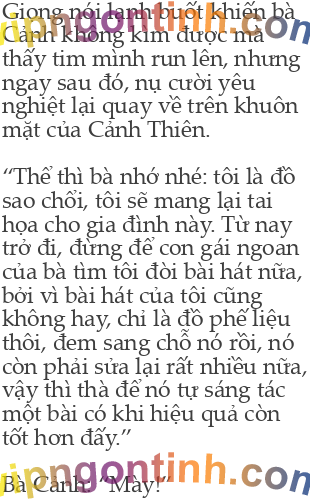 Giọng nói lạnh buốt khiến bà
Cảnh không kìm được mà
thấy tim mình run lên, nhưng
ngay sau đó, nụ cười yêu
nghiệt lại quay về trên khuôn
mặt của Cảnh Thiên.
“Thế thì bà nhớ nhé: tôi là đồ
sao chổi, tôi sẽ mang lại tai
họa cho gia đình này. Từ nay
trở đi, đừng để con gái ngoan
của bà tìm tôi đòi bài hát nữa,
bởi vì bài hát của tôi cũng
không hay, chỉ là đồ phế liệu
thôi, đem sang chỗ nó rồi, nó
còn phải sửa lại rất nhiều nữa,
vậy thì thà để nó tự sáng tác
một bài có khi hiệu quả còn
tốt hơn đấy.”
Bà Cảnh: “Mày!”
vipngontinh.com
vipngontinh.com